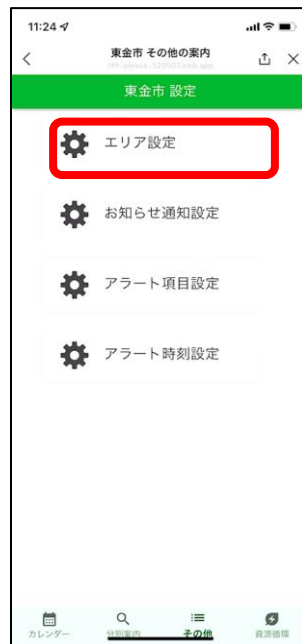 11:24
東金市 その他の案内
東金市 設定
エリア設定
お知らせ通知設定
アラート項目設定
アラート時刻設定
カレンダー 分別案内 その他 資源循環